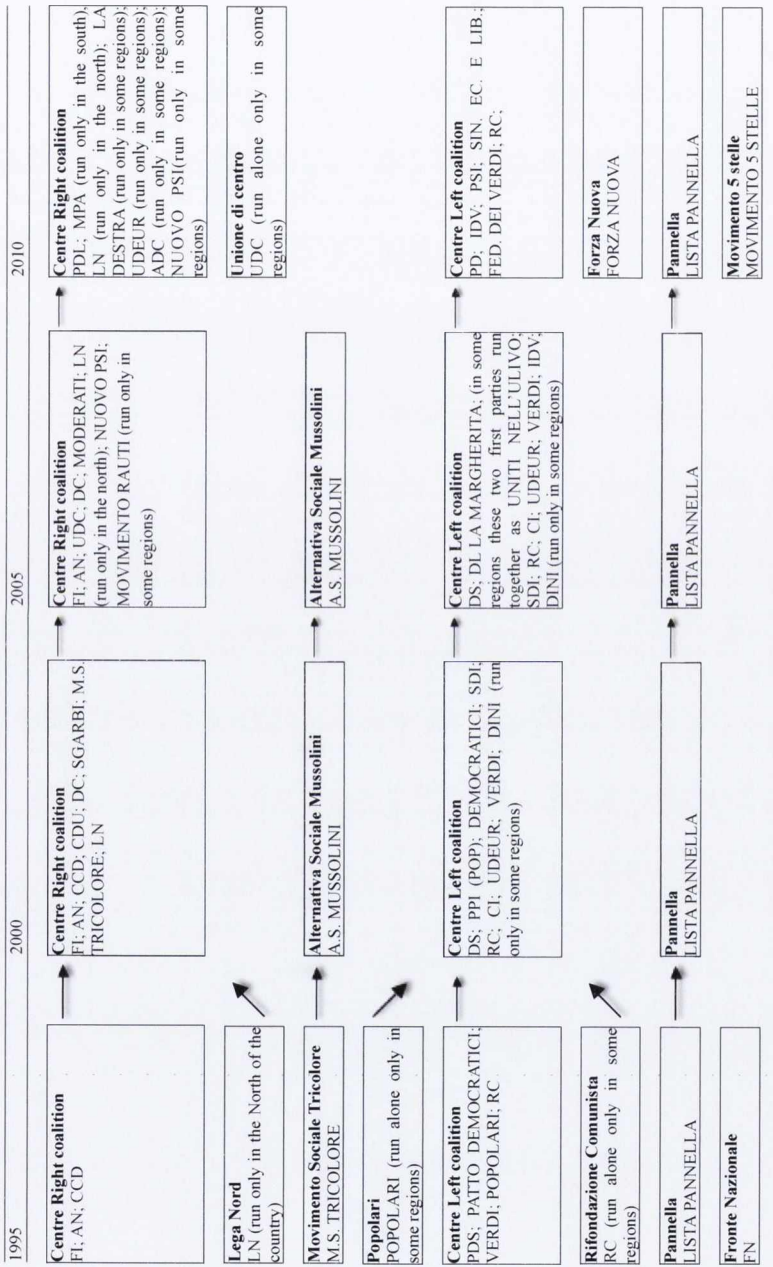 1995 2000 2005 2010
Centre Right coalition
FI; AN; CCD
Lega Nord
LN (run only in the North of the
country)
Movimento Sociale Tricolore
M.S. TRICOLORE
Popolari
POPOLARI (run alone only in
some regions)
Centre Left coalition
PDS; PATTO DEMOCRATICI;
VERDI; POPOLARI; RC
Rifondazione Comunista
RC (run alone only in some
regions)
Pannella
LISTA PANNELLA
Fronte Nazionale
FN
Centre Right coalition
FI; AN; CCD; CDU; DC; SGARBI; M.S.
TRICOLORE; LN
Alternativa Sociale Mussolini
A.S. MUSSOLINI
Centre Left coalition
DS; PPI (POP); DEMOCRATICI; SDI;
RC; CI; UDEUR; VERDI; DINI (run
only in some regions)
Pannella
LISTA PANNELLA
Centre Right coalition
FI; AN; UDC; DC; MODERATI; LN
(run only in the north); NUOVO PSI;
MOVIMENTO RAUTI (run only in
some regions)
Alternativa Sociale Mussolini
A.S. MUSSOLINI
Centre Left coalition
DS; DL LA MARGHERITA; (in some
regions these two first parties run
together as UNITI NELL'ULIVO;
SDI; RC; CI; UDEUR; VERDI; IDV;
DINI (run only in some regions)
Pannella
LISTA PANNELLA
Centre Right coalition
PDL; MPA (run only in the south),
LN (run only in the north); LA
DESTRA (run only in some regions);
UDEUR (run only in some regions);
ADC (run only in some regions);
NUOVO PSI(run only in some
regions)
Unione di centro
UDC (run alone only in some
regions)
Centre Left coalition
PD; IDV; PSI; SIN. EC. E LIB.;
FED. DEI VERDI; RC;
Forza Nuova
FORZA NUOVA
Pannella
LISTA PANNELLA
Movimento 5 stelle
MOVIMENTO 5 STELLE